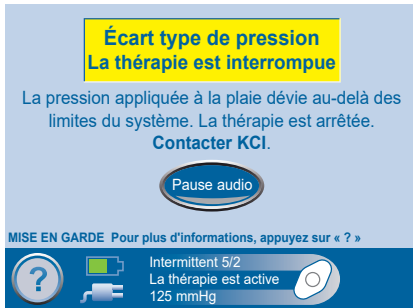 Écart type de pression
La thérapie est interrompue
La pression appliquée à la plaie dévie au-delà des
limites du système. La thérapie est arrêtée.
Contacter KCI.
Pause audio
MISE EN GARDE Pour plus d'informations, appuyez sur « ? »
?
Intermittent 5/2
La thérapie est active
125 mmHg